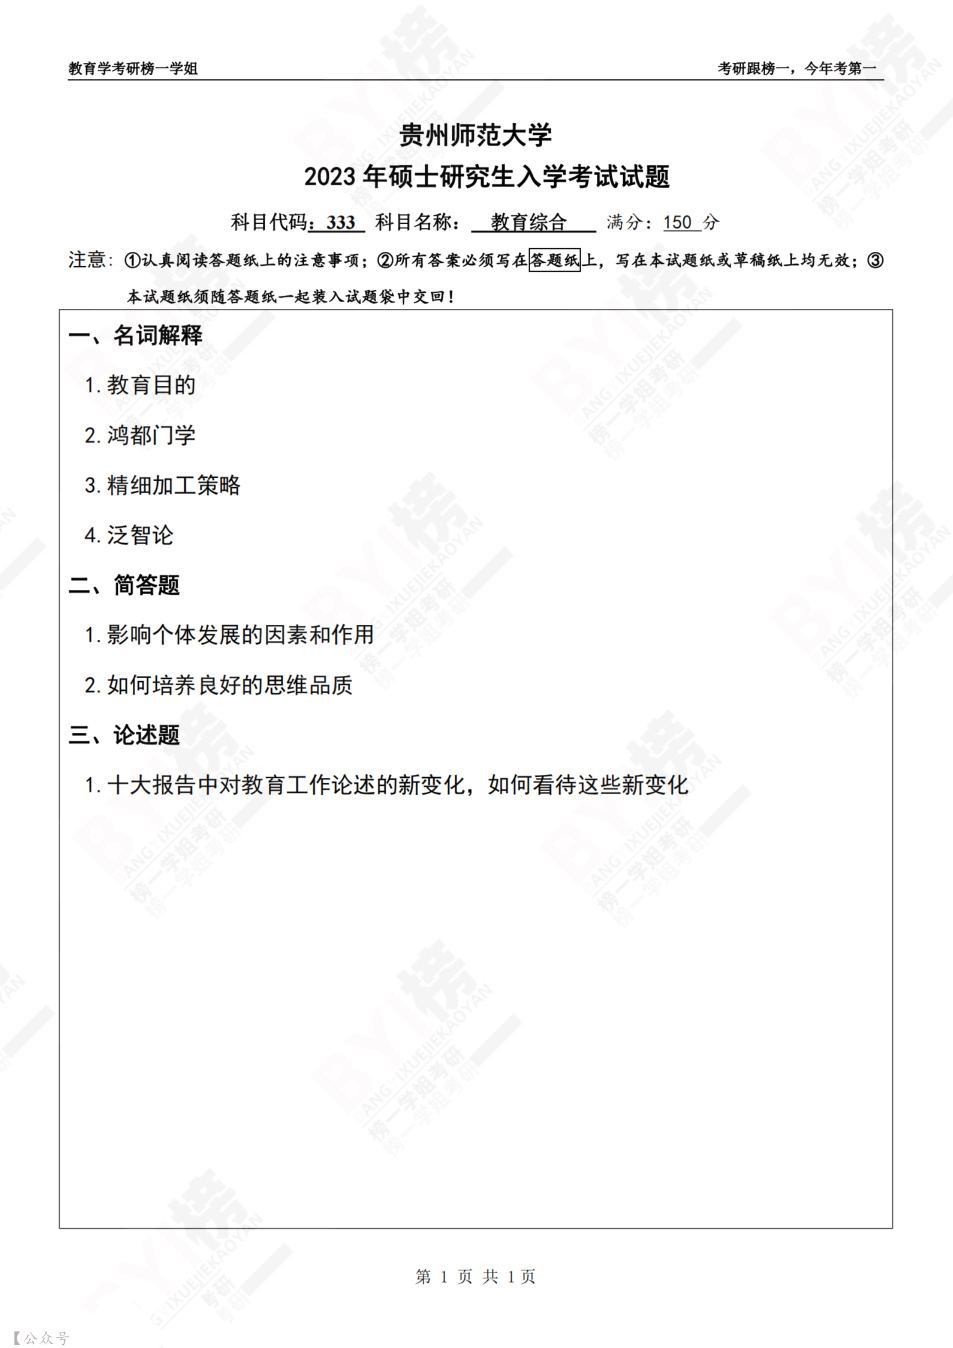 教育学考研榜一学姐 考研跟榜一，今年考第一
贵州师范大学
2023 年硕士研究生入学考试试题
科目代码：333 科目名称： 教育综合 满分：150 分
注意：①认真阅读答题纸上的注意事项；②所有答案必须写在答题纸上，写在本试题纸或草稿纸上均无效；③
本试题纸须随答题纸一起装入试题袋中交回！
一、名词解释
1.教育目的
2.鸿都门学
3.精细加工策略
4.泛智论
二、简答题
1.影响个体发展的因素和作用
2.如何培养良好的思维品质
三、论述题
1.十大报告中对教育工作论述的新变化，如何看待这些新变化
第 1 页 共 1页
【公众号